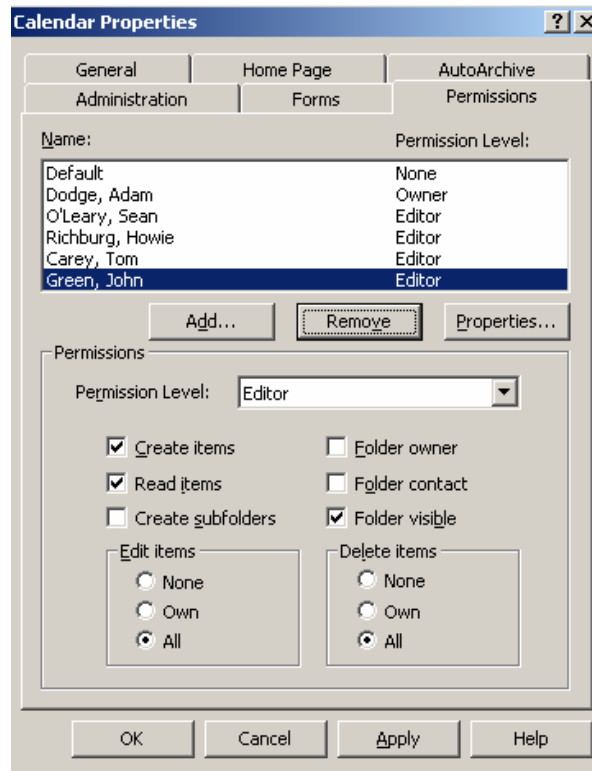 Calendar Properties
General Home Page AutoArchive
Administration Forms Permissions
Name: Permission Level:
Default None
Dodge, Adam Owner
O'Leary, Sean Editor
Richburg, Howie Editor
Carey, Tom Editor
Green, John Editor
Add... Remove Properties...
Permissions
Permission Level: Editor
Create items Folder owner
Read items Folder contact
Create subfolders Folder visible
Edit items Delete items
None None
Own Own
All All
OK Cancel Apply Help